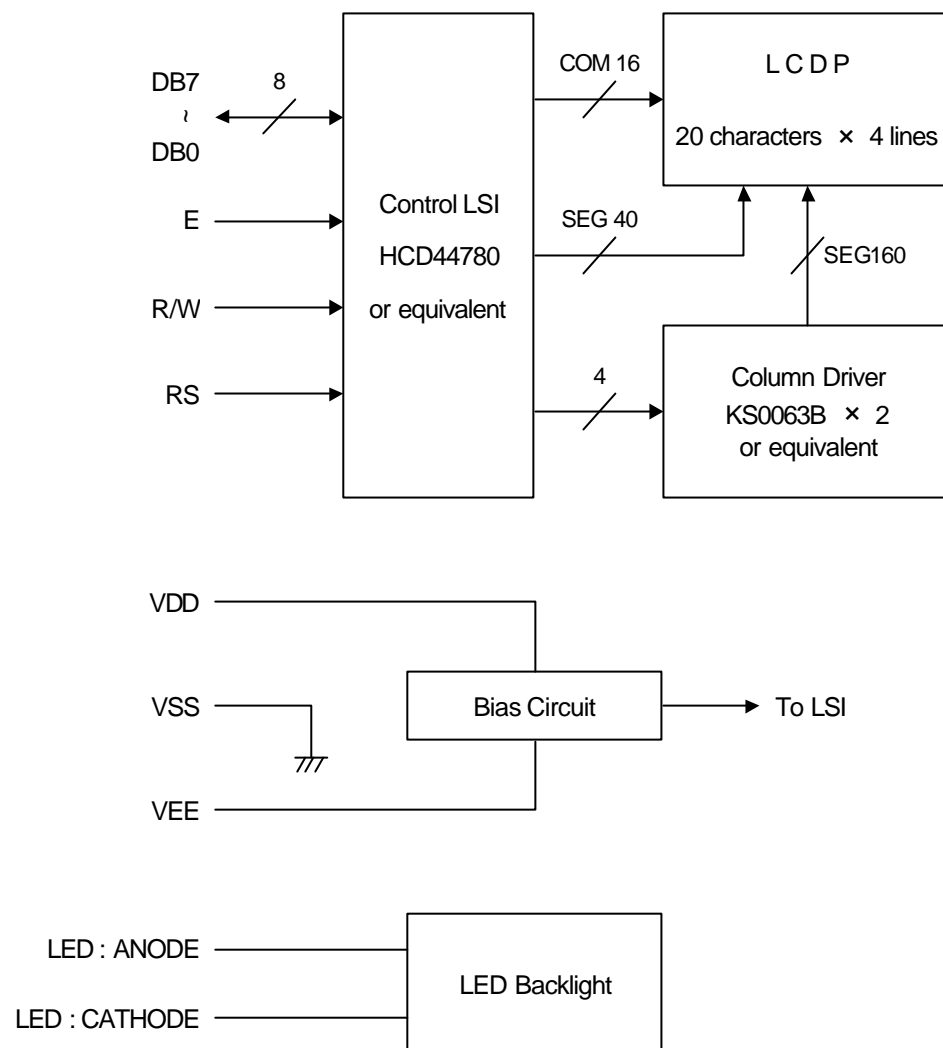 DB7
~
DB0
8
E
R/W
RS
Control LSI
HCD44780
or equivalent
COM 16
SEG 40
4
LCDP
20 characters × 4 lines
SEG160
Column Driver
KS0063B × 2
or equivalent
VDD
VSS
VEE
Bias Circuit
To LSI
LED : ANODE
LED : CATHODE
LED Backlight